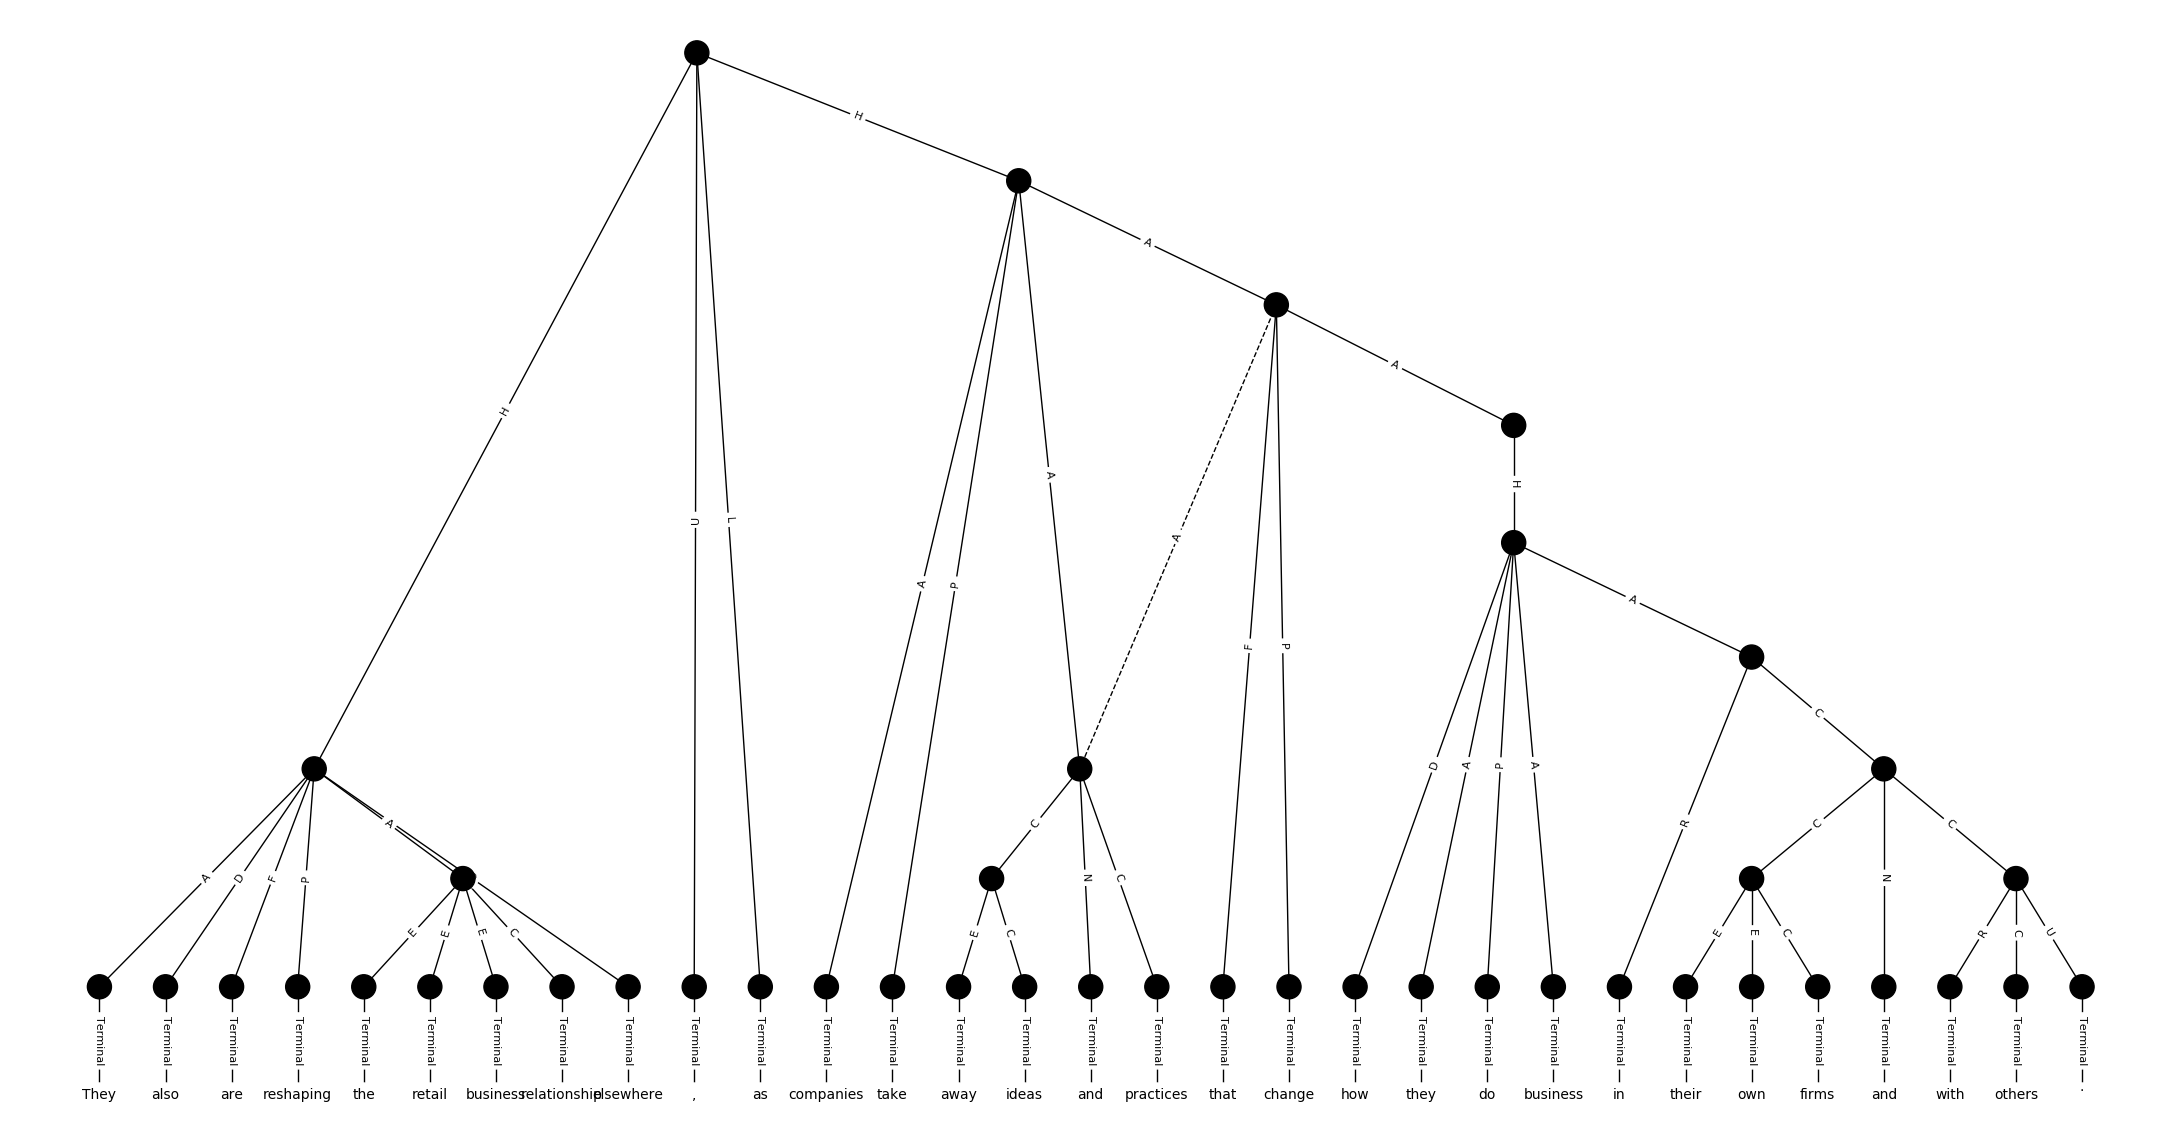 H
A
A
H
H
A
U
L
A
A
P
A
F
P
C
D
A
P
A
R
A
C
C
C
A
D
F
P
N
C
N
E
E
E
C
E
C
E
E
C
R
C
U
Terminal Terminal Terminal Terminal Terminal Terminal Terminal Terminal Terminal Terminal Terminal Terminal Terminal Terminal Terminal Terminal Terminal Terminal Terminal Terminal Terminal Terminal Terminal Terminal Terminal Terminal Terminal Terminal Terminal Terminal Terminal
They also are reshaping the retail business relationship elsewhere , as companies take away ideas and practices that change how they do business in their own firms and with others .